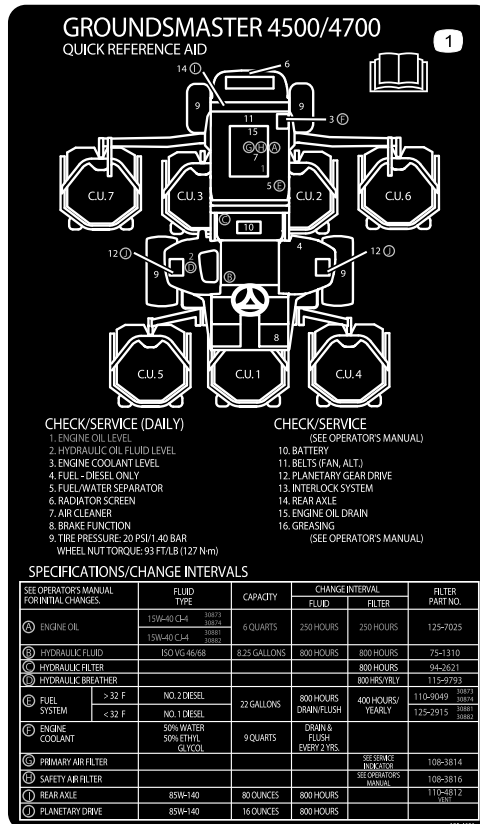 GROUNDSMASTER 4500/4700
QUICK REFERENCE AID
1
14 I
6
9
9
11
3 F
15
G H A
7
1
5 E
C.U. 7
C.U. 3
C.U. 2
C.U. 6
C
10
12 J
2
D
4
12 J
9
B
9
8
C.U. 5
C.U. 1
C.U. 4
CHECK/SERVICE (DAILY)
1. ENGINE OIL LEVEL
2. HYDRAULIC OIL FLUID LEVEL
3. ENGINE COOLANT LEVEL
4. FUEL - DIESEL ONLY
5. FUEL/WATER SEPARATOR
6. RADIATOR SCREEN
7. AIR CLEANER
8. BRAKE FUNCTION
9. TIRE PRESSURE: 20 PSI/1.40 BAR
WHEEL NUT TORQUE: 93 FT/LB (127 N·m)
CHECK/SERVICE
(SEE OPERATOR'S MANUAL)
10. BATTERY
11. BELTS (FAN, ALT.)
12. PLANETARY GEAR DRIVE
13. INTERLOCK SYSTEM
14. REAR AXLE
15. ENGINE OIL DRAIN
16. GREASING
(SEE OPERATOR'S MANUAL)
SPECIFICATIONS/CHANGE INTERVALS
SEE OPERATOR'S MANUAL FOR INITIAL CHANGES. FLUID TYPE CAPACITY CHANGE INTERVAL FLUID FILTER FILTER PART NO.
A ENGINE OIL 15W-40 CI-4 30873 30874 15W-40 CJ-4 30881 30882 6 QUARTS 250 HOURS 250 HOURS 125-7025
B HYDRAULIC FLUID ISO VG 46/68 8.25 GALLONS 800 HOURS 800 HOURS 75-1310
C HYDRAULIC FILTER 800 HOURS 94-2621
D HYDRAULIC BREATHER 800 HRS/YRLY 115-9793
E FUEL SYSTEM > 32 F NO. 2 DIESEL 22 GALLONS 800 HOURS DRAIN/FLUSH 400 HOURS/ YEARLY 110-9049 30873 30874
< 32 F NO. 1 DIESEL 125-2915 30881 30882
F ENGINE COOLANT 50% WATER 50% ETHYL GLYCOL 9 QUARTS DRAIN & FLUSH EVERY 2 YRS.
G PRIMARY AIR FILTER SEE SERVICE INDICATOR 108-3814
H SAFETY AIR FILTER SEE OPERATOR'S MANUAL 108-3816
I REAR AXLE 85W-140 80 OUNCES 800 HOURS 110-4812 VENT
J PLANETARY DRIVE 85W-140 16 OUNCES 800 HOURS